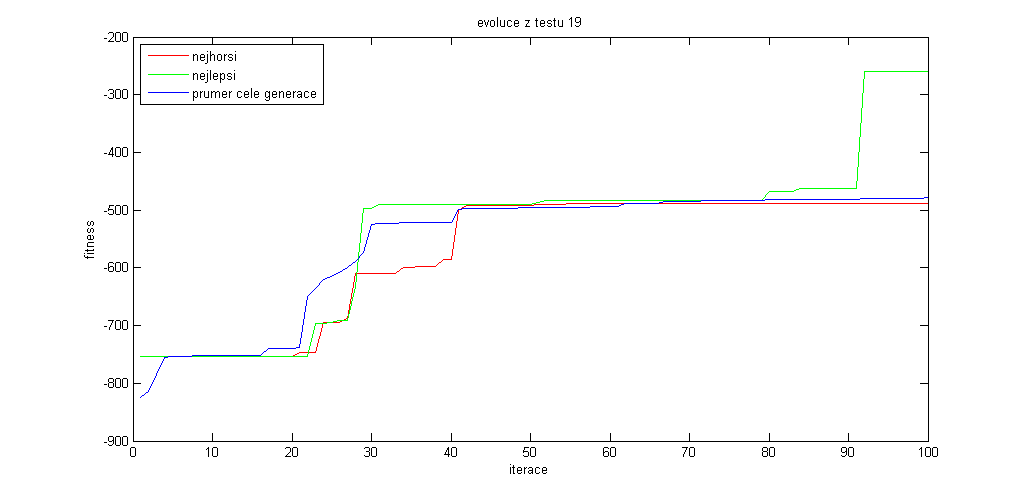 evoluce z testu 19
-200
-300
-400
-500
-600
-700
-800
-900
fitness
nejhorsi
nejlepsi
prumer cele generace
0 10 20 30 40 50 60 70 80 90 100
iterace